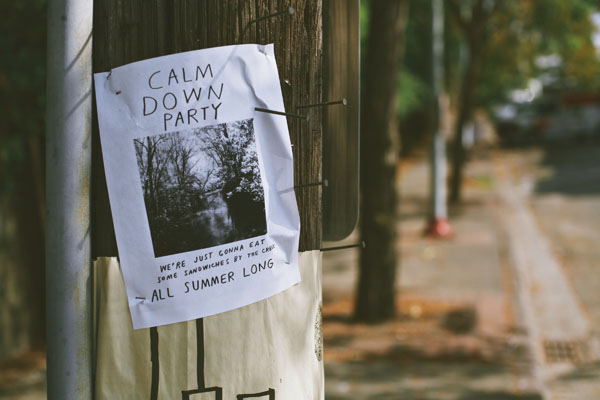 CALM
DOWN
PARTY
WE'RE JUST GONNA EAT
SOME SANDWICHES BY THE CREEK
ALL SUMMER LONG